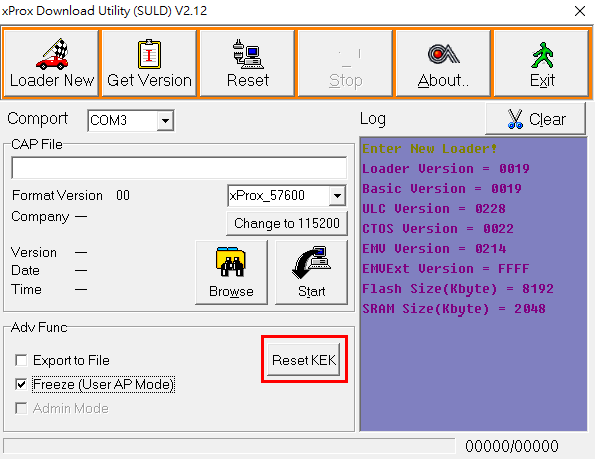 xProx Download Utility (SULD) V2.12
Loader New
Get Version
Reset
Stop
About..
Exit
Comport
COM3
Log
Clear
CAP File
Format Version 00
xProx_57600
Company —
Change to 115200
Version —
Date —
Time —
Browse
Start
Adv Func
Export to File
Freeze (User AP Mode)
Admin Mode
Reset KEK
Enter New Loader!
Loader Version = 0019
Basic Version = 0019
ULC Version = 0228
CTOS Version = 0022
EMV Version = 0214
EMVExt Version = FFFF
Flash Size(Kbyte) = 8192
SRAM Size(Kbyte) = 2048
00000/00000